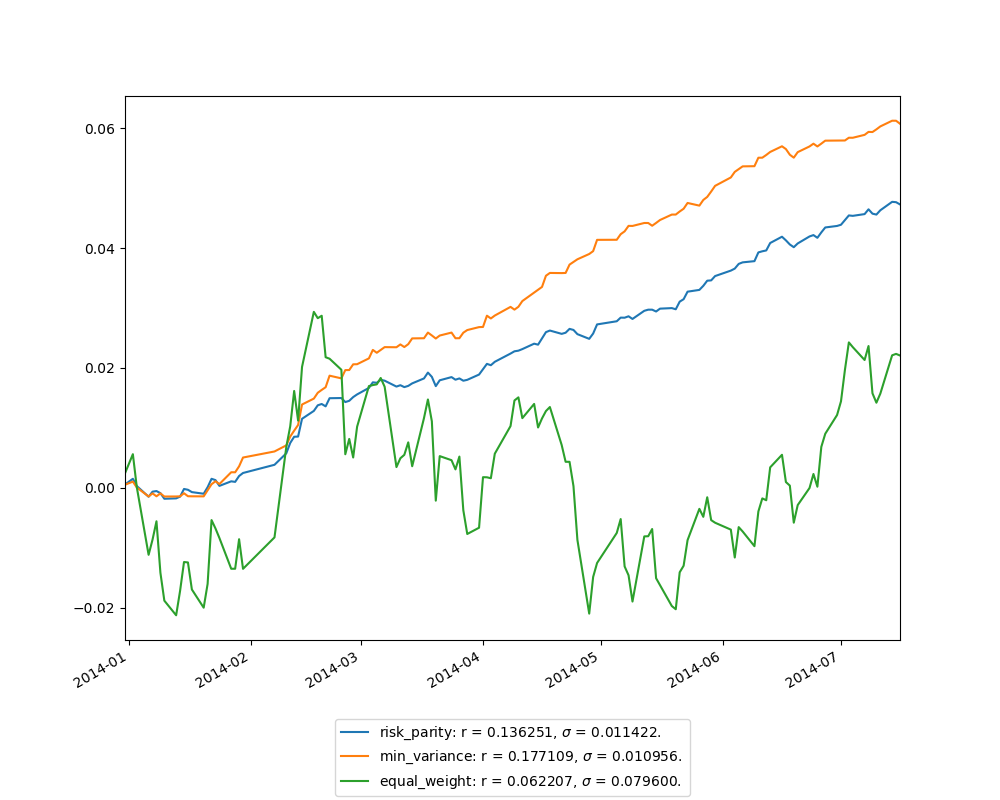 0.06
0.04
0.02
0.00
−0.02
2014-01 2014-02 2014-03 2014-04 2014-05 2014-06 2014-07
risk_parity: r = 0.136251, σ = 0.011422.
min_variance: r = 0.177109, σ = 0.010956.
equal_weight: r = 0.062207, σ = 0.079600.